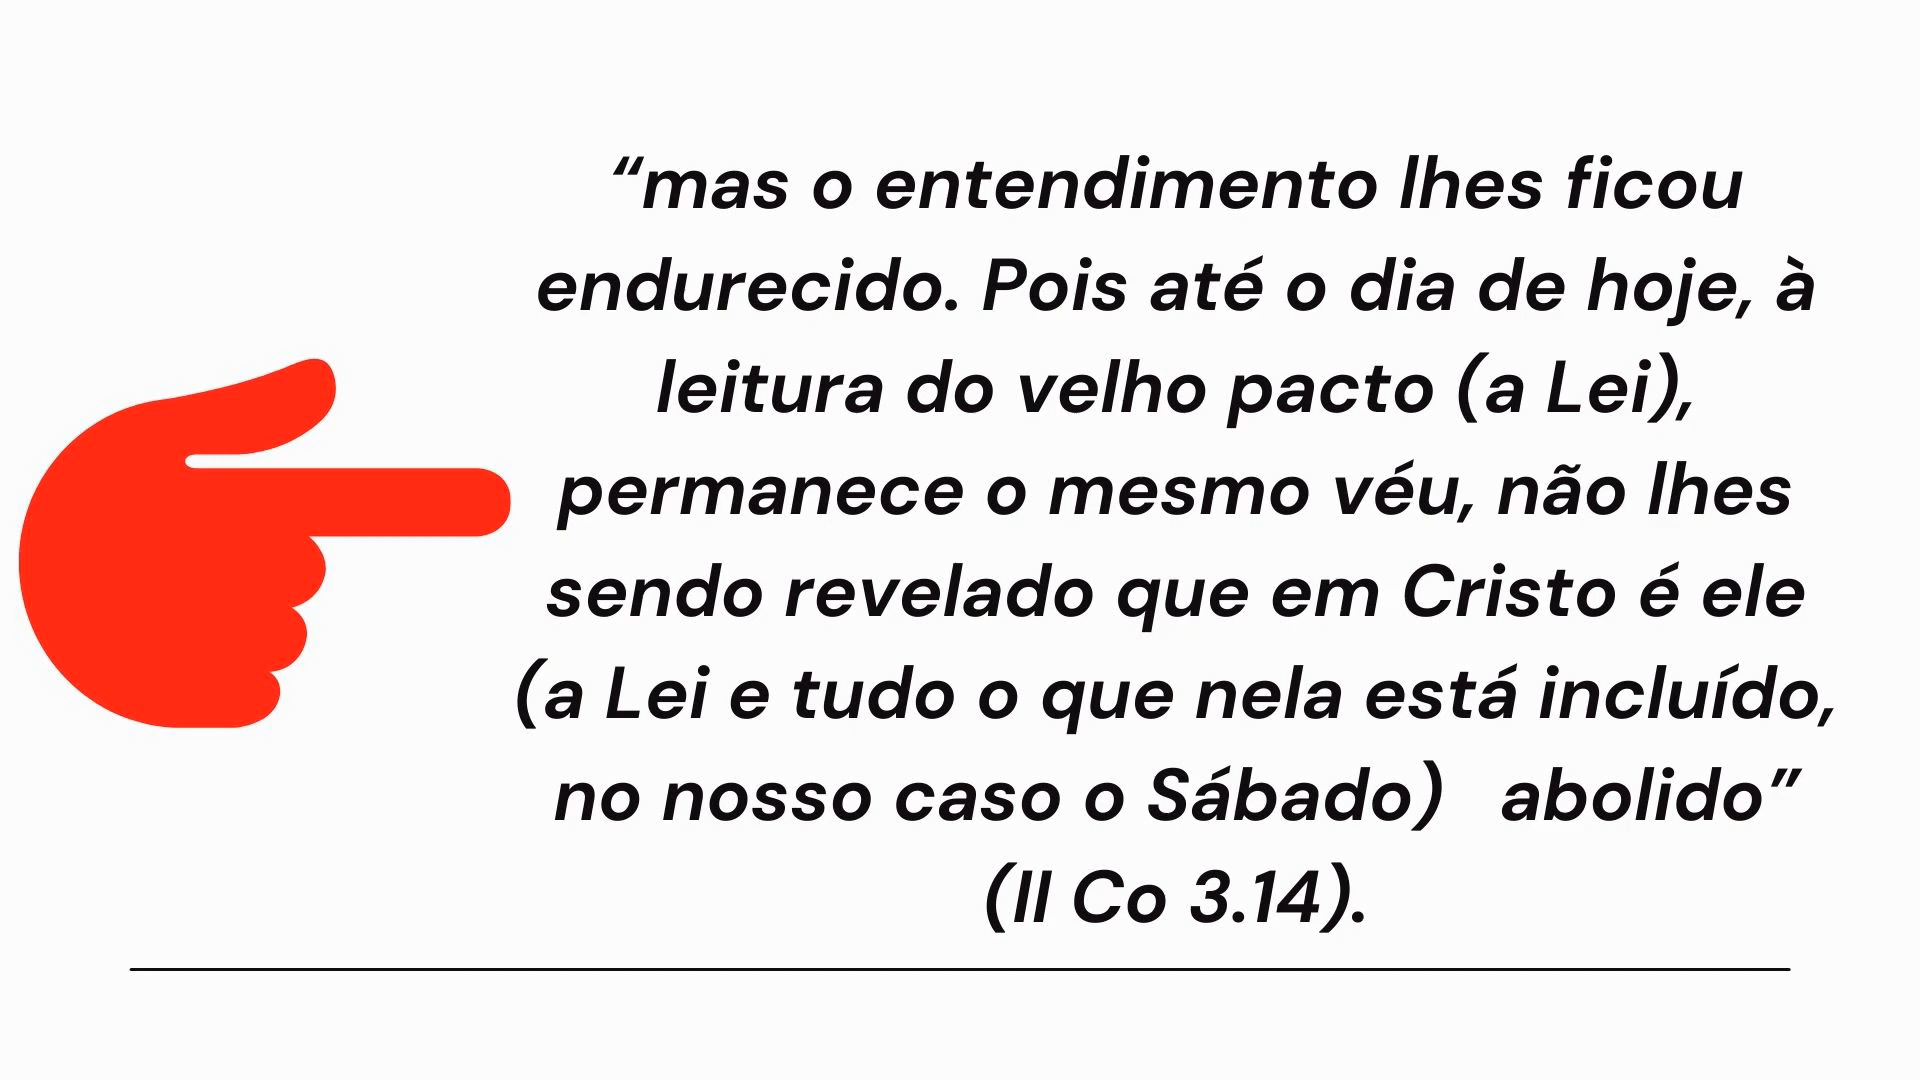 “mas o entendimento lhes ficou
endurecido. Pois até o dia de hoje, à
leitura do velho pacto (a Lei),
permanece o mesmo véu, não lhes
sendo revelado que em Cristo é ele
(a Lei e tudo o que nela está incluído,
no nosso caso o Sábado)   abolido”
(II Co 3.14).